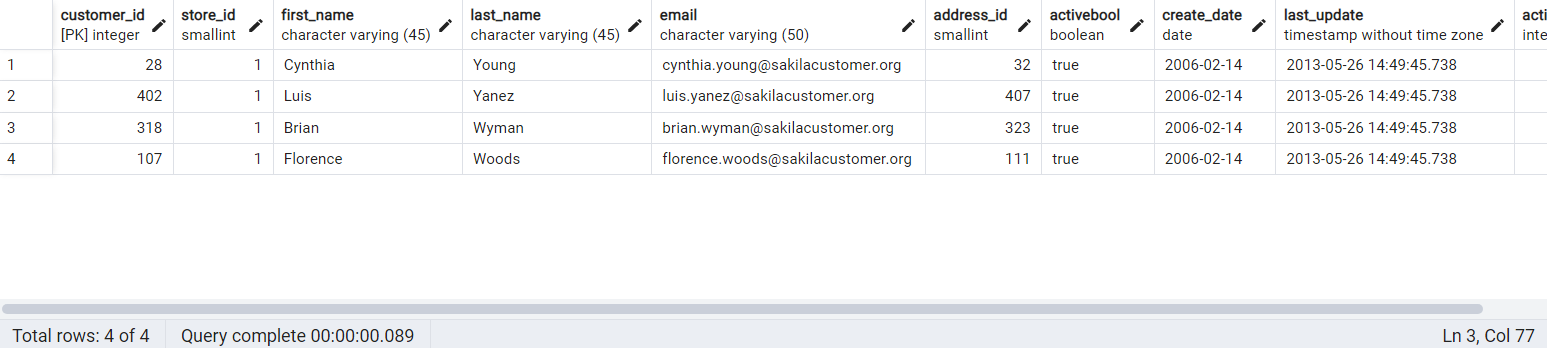 customer_id store_id first_name last_name email address_id activebool create_date last_update acti
[PK] integer smallint character varying (45) character varying (45) character varying (50) smallint boolean date timestamp without time zone inte
1 28 1 Cynthia Young cynthia.young@sakilacustomer.org 32 true 2006-02-14 2013-05-26 14:49:45.738
2 402 1 Luis Yanez luis.yanez@sakilacustomer.org 407 true 2006-02-14 2013-05-26 14:49:45.738
3 318 1 Brian Wyman brian.wyman@sakilacustomer.org 323 true 2006-02-14 2013-05-26 14:49:45.738
4 107 1 Florence Woods florence.woods@sakilacustomer.org 111 true 2006-02-14 2013-05-26 14:49:45.738
Total rows: 4 of 4 Query complete 00:00:00.089 Ln 3, Col 77